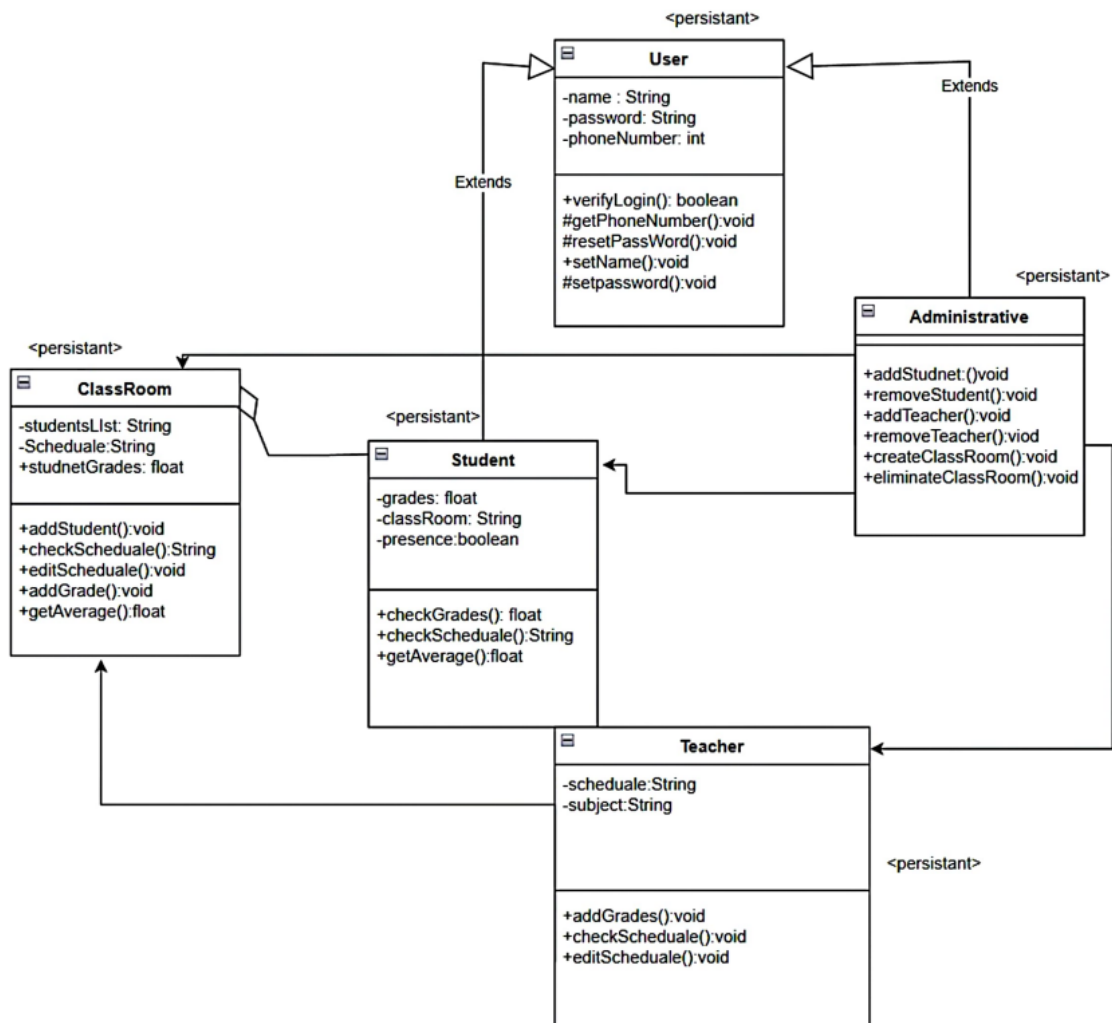 <persistant>
User
-name : String
-password: String
-phoneNumber: int
+verifyLogin(): boolean
#getPhoneNumber():void
#resetPassWord():void
+setName():void
#setpassword():void
Extends
Extends
<persistant>
Administrative
+addStudnet:()void
+removeStudent():void
+addTeacher():void
+removeTeacher():viod
+createClassRoom():void
+eliminateClassRoom():void
<persistant>
ClassRoom
-studentsLIst: String
-Scheduale:String
+studnetGrades: float
+addStudent():void
+checkScheduale():String
+editScheduale():void
+addGrade():void
+getAverage():float
<persistant>
Student
-grades: float
-classRoom: String
-presence:boolean
+checkGrades(): float
+checkScheduale():String
+getAverage():float
Teacher
-scheduale:String
-subject:String
<persistant>
+addGrades():void
+checkScheduale():void
+editScheduale():void